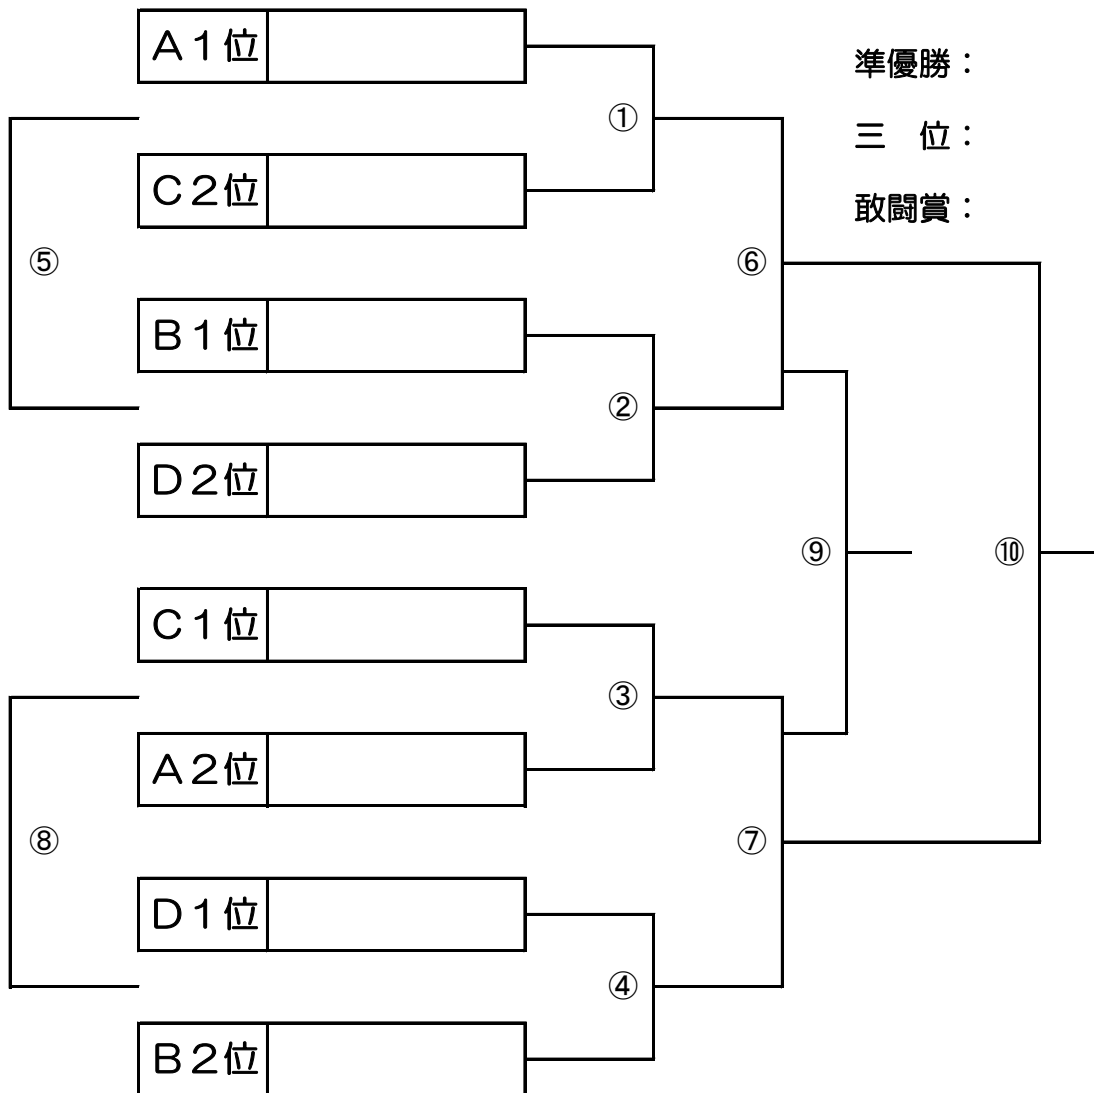 A1位
準優勝：
①
三　位：
C2位
敢闘賞：
⑤
⑥
B1位
②
D2位
⑨
⑩
C1位
③
A2位
⑧
⑦
D1位
④
B2位